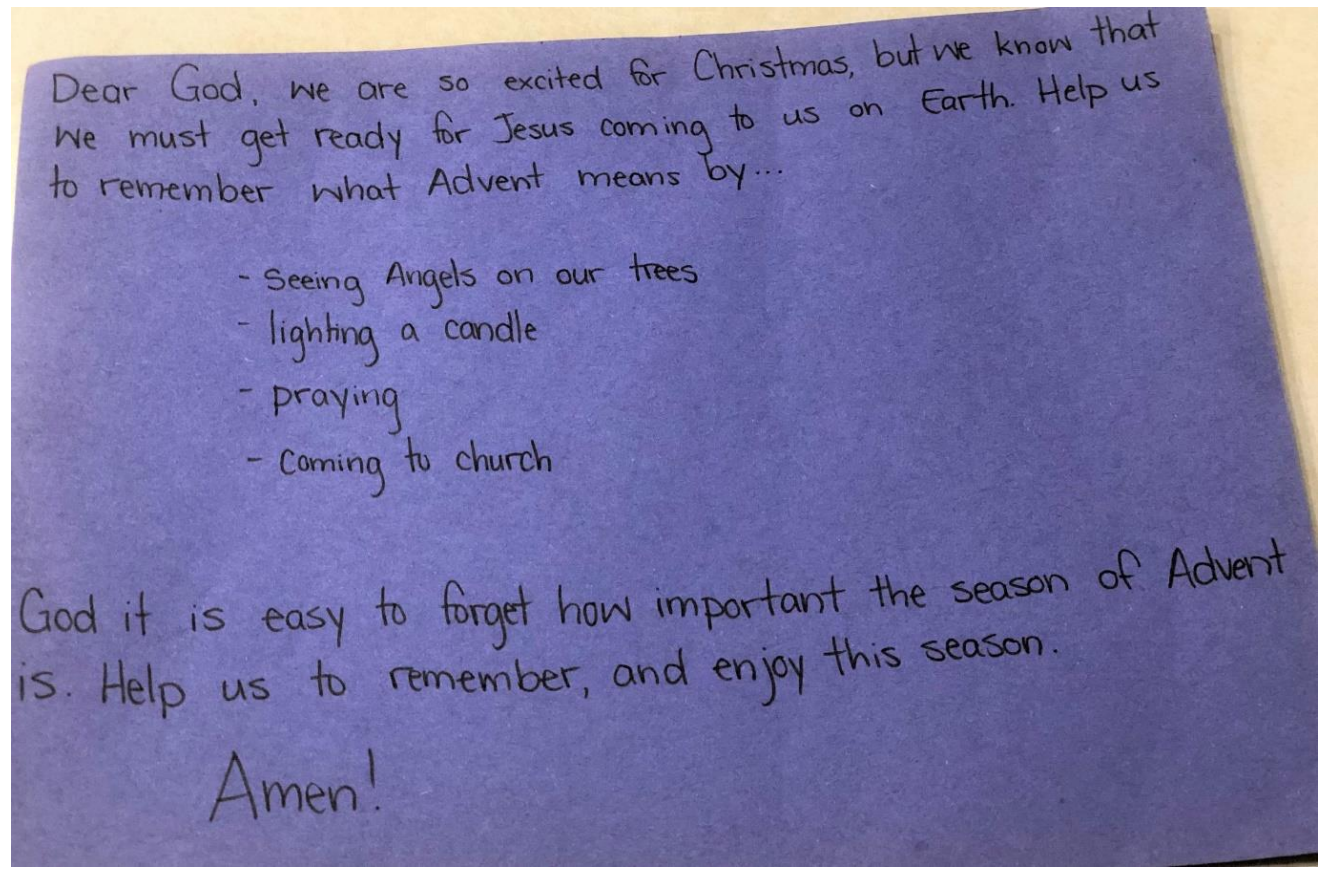 Dear God, we are so excited for Christmas, but we know that
we must get ready for Jesus coming to us on Earth. Help us
to remember what Advent means by...
- Seeing Angels on our trees
- lighting a candle
- praying
- Coming to church
God it is easy to forget how important the season of Advent
is. Help us to remember, and enjoy this season.
Amen!